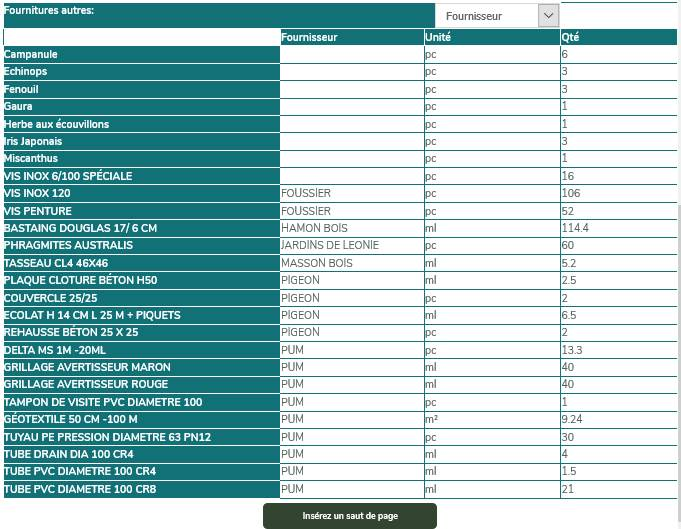 Fournitures autres: Fournisseur
Fournisseur Unité Qté
Campanule pc 6
Echinops pc 3
Fenouil pc 3
Gaura pc 1
Herbe aux écouvillons pc 1
Iris Japonais pc 3
Miscanthus pc 1
VIS INOX 6/100 SPÉCIALE pc 16
VIS INOX 120 FOUSSIER pc 106
VIS PENTURE FOUSSIER pc 52
BASTAING DOUGLAS 17/ 6 CM HAMON BOIS ml 114.4
PHRAGMITES AUSTRALIS JARDINS DE LEONIE pc 60
TASSEAU CL4 46X46 MASSON BOIS ml 5.2
PLAQUE CLOTURE BÉTON H50 PIGEON ml 2.5
COUVERCLE 25/25 PIGEON pc 2
ECOLAT H 14 CM L 25 M + PIQUETS PIGEON ml 6.5
REHAUSSE BÉTON 25 X 25 PIGEON pc 2
DELTA MS 1M -20ML PUM pc 13.3
GRILLAGE AVERTISSEUR MARON PUM ml 40
GRILLAGE AVERTISSEUR ROUGE PUM ml 40
TAMPON DE VISITE PVC DIAMETRE 100 PUM pc 1
GÉOTEXTILE 50 CM -100 M PUM m² 9.24
TUYAU PE PRESSION DIAMETRE 63 PN12 PUM pc 30
TUBE DRAIN DIA 100 CR4 PUM ml 4
TUBE PVC DIAMETRE 100 CR4 PUM ml 1.5
TUBE PVC DIAMETRE 100 CR8 PUM ml 21
Insérez un saut de page